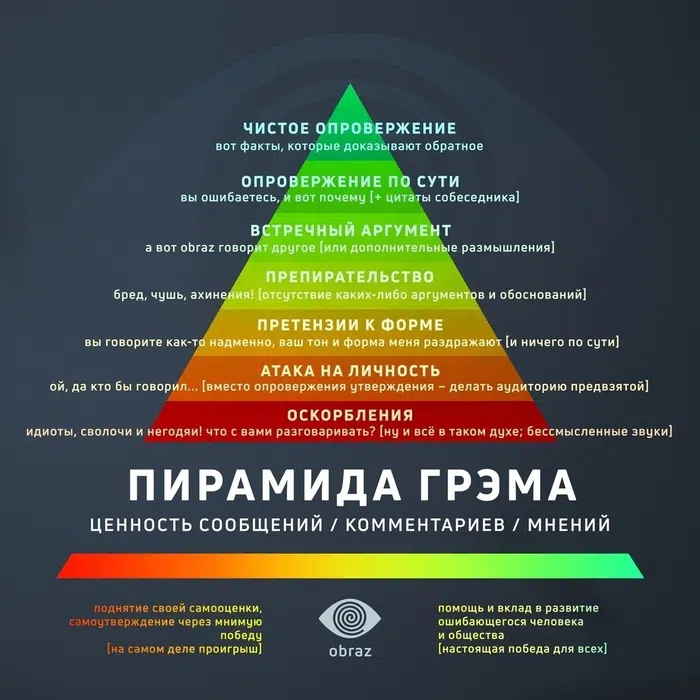 ЧИСТОЕ ОПРОВЕРЖЕНИЕ
вот факты, которые доказывают обратное
ОПРОВЕРЖЕНИЕ ПО СУТИ
вы ошибаетесь, и вот почему [+ цитаты собеседника]
ВСТРЕЧНЫЙ АРГУМЕНТ
а вот obraz говорит другое [или дополнительные размышления]
ПРЕПИРАТЕЛЬСТВО
бред, чушь, ахинения! [отсутствие каких-либо аргументов и обоснований]
ПРЕТЕНЗИИ К ФОРМЕ
вы говорите как-то надменно, ваш тон и форма меня раздражают [и ничего по сути]
АТАКА НА ЛИЧНОСТЬ
ой, да кто бы говорил... [вместо опровержения утверждения – делать аудиторию предвзятой]
ОСКОРБЛЕНИЯ
идиоты, сволочи и негодяи! что с вами разговаривать? [ну и всё в таком духе; бессмысленные звуки]
ПИРАМИДА ГРЭМА
ЦЕННОСТЬ СООБЩЕНИЙ / КОММЕНТАРИЕВ / МНЕНИЙ
поднятие своей самооценки,
самоутверждение через мнимую
победу
[на самом деле проигрыш]
obraz
помощь и вклад в развитие
ошибающегося человека
и общества
[настоящая победа для всех]